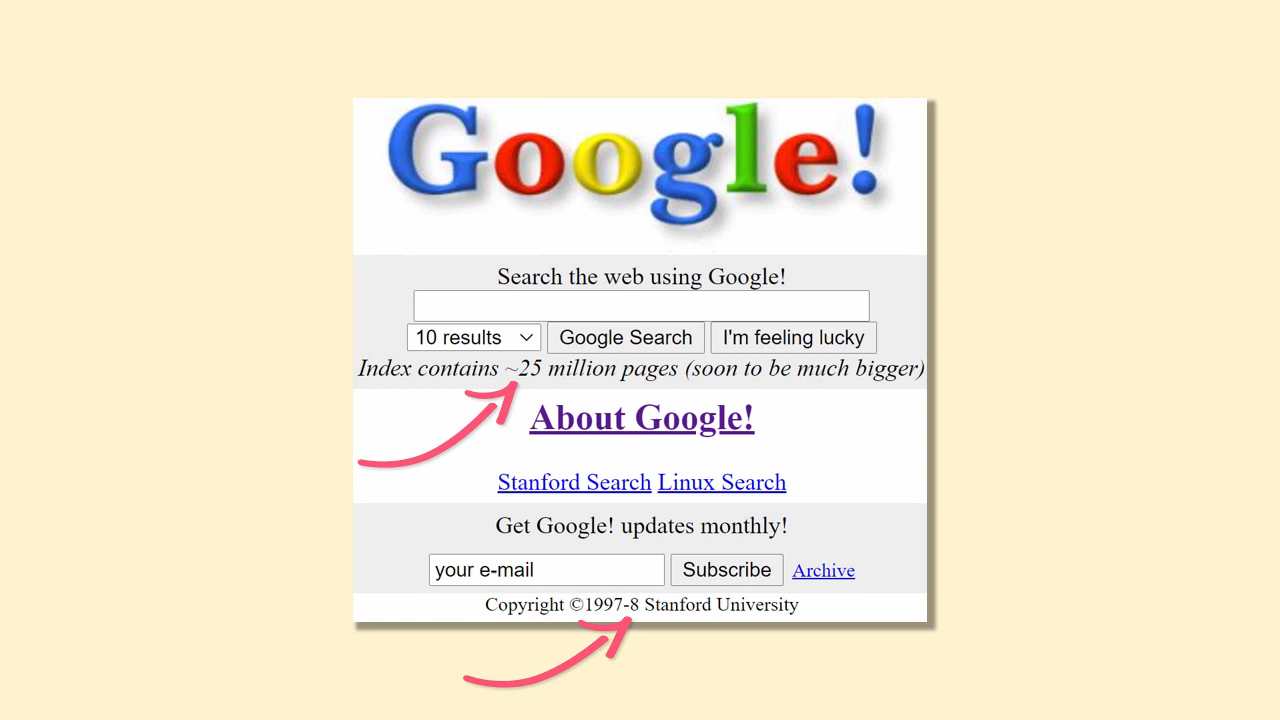 Google!
Search the web using Google!
10 results Google Search I'm feeling lucky
Index contains ~25 million pages (soon to be much bigger)
About Google!
Stanford Search Linux Search
Get Google! updates monthly!
your e-mail Subscribe Archive
Copyright ©1997-8 Stanford University